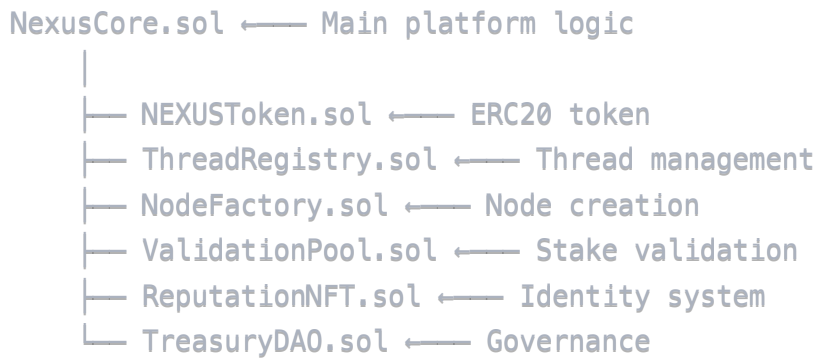 NexusCore.sol ←── Main platform logic
│
├── NEXUSToken.sol ←── ERC20 token
├── ThreadRegistry.sol ←── Thread management
├── NodeFactory.sol ←── Node creation
├── ValidationPool.sol ←── Stake validation
├── ReputationNFT.sol ←── Identity system
└── TreasuryDAO.sol ←── Governance